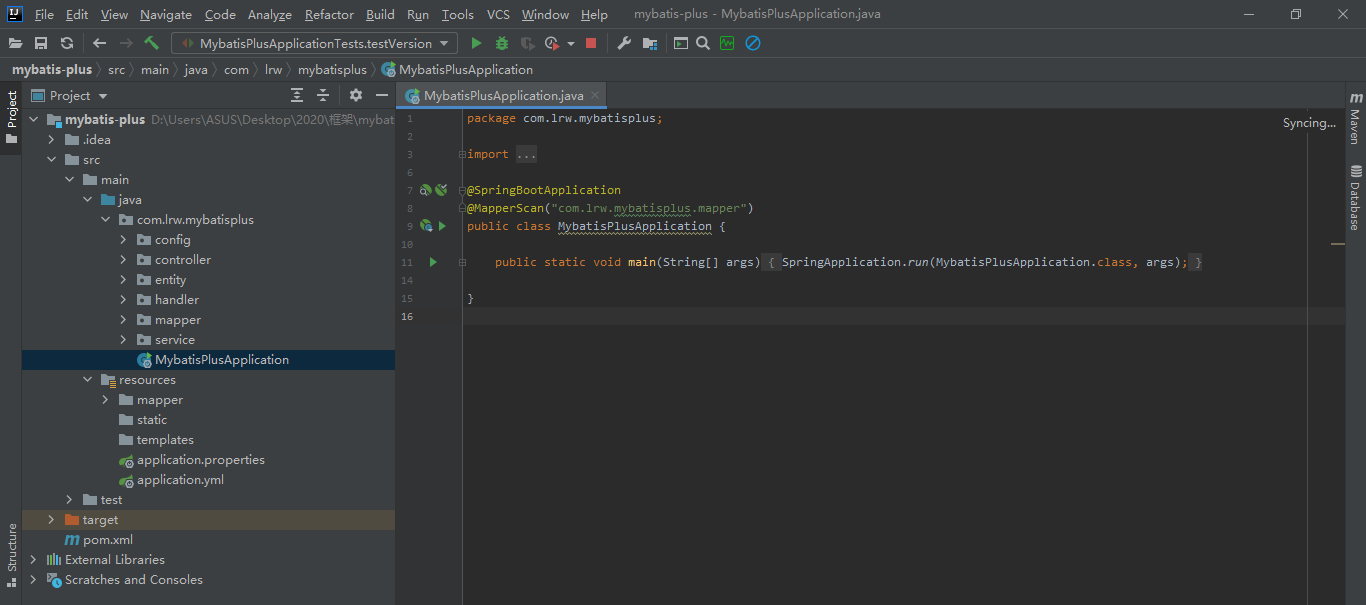 File Edit View Navigate Code Analyze Refactor Build Run Tools VCS Window Help mybatis-plus - MybatisPlusApplication.java
MybatisPlusApplicationTests.testVersion
mybatis-plus src main java com lrw mybatisplus MybatisPlusApplication
Project
MybatisPlusApplication.java
Project
Structure
mybatis-plus D:\Users\ASUS\Desktop\2020\框架\mybat
.idea
src
main
java
com.lrw.mybatisplus
config
controller
entity
handler
mapper
service
MybatisPlusApplication
resources
mapper
static
templates
application.properties
application.yml
test
target
pom.xml
External Libraries
Scratches and Consoles
1 package com.lrw.mybatisplus;
2
3 import ...
6
7 @SpringBootApplication
8 @MapperScan("com.lrw.mybatisplus.mapper")
9 public class MybatisPlusApplication {
10
11 public static void main(String[] args) { SpringApplication.run(MybatisPlusApplication.class, args); }
14
15 }
16
Syncing...
Maven
Database